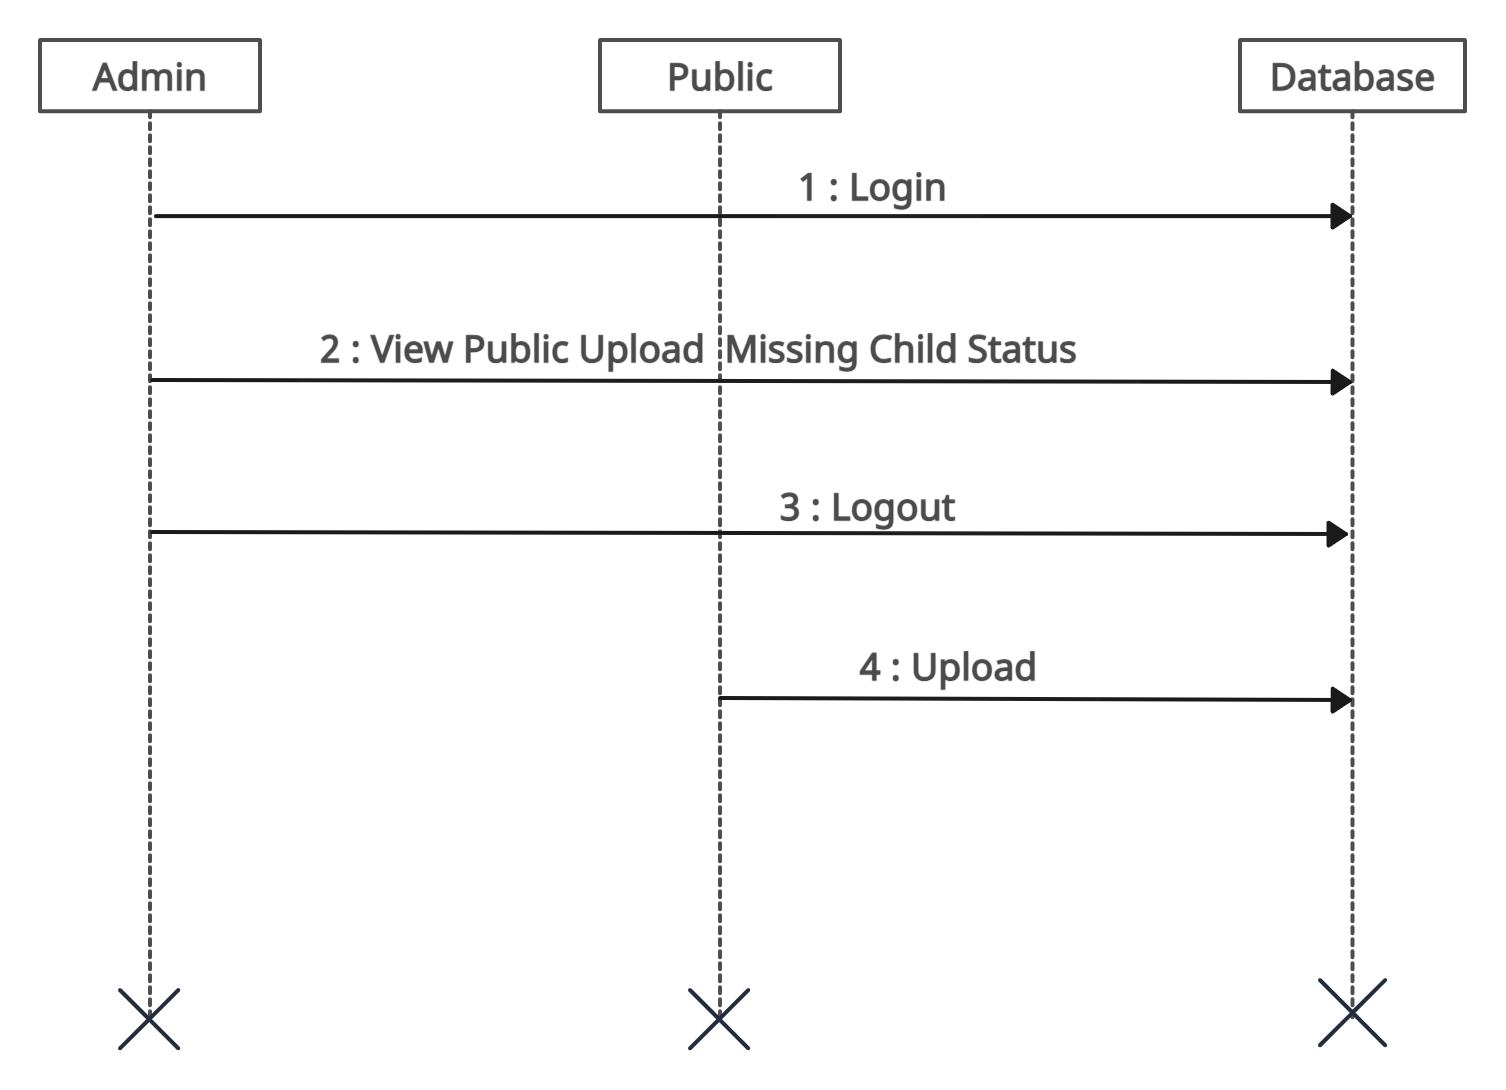 Admin
Public
Database
1 : Login
2 : View Public Upload Missing Child Status
3 : Logout
4 : Upload